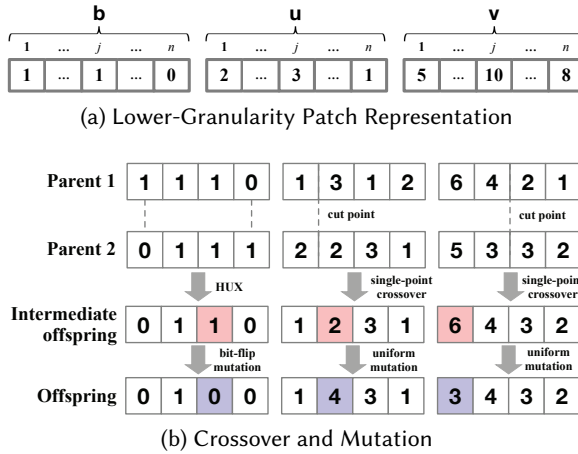 b u v
1 ... j ... n 1 ... j ... n 1 ... j ... n
1 ... 1 ... 0 2 ... 3 ... 1 5 ... 10 ... 8
(a) Lower-Granularity Patch Representation
Parent 1 1 1 1 0 1 3 1 2 6 4 2 1
cut point cut point
Parent 2 0 1 1 1 2 2 3 1 5 3 3 2
HUX single-point crossover single-point crossover
Intermediate offspring 0 1 1 0 1 2 3 1 6 4 3 2
bit-flip mutation uniform mutation uniform mutation
Offspring 0 1 0 0 1 4 3 1 3 4 3 2
(b) Crossover and Mutation